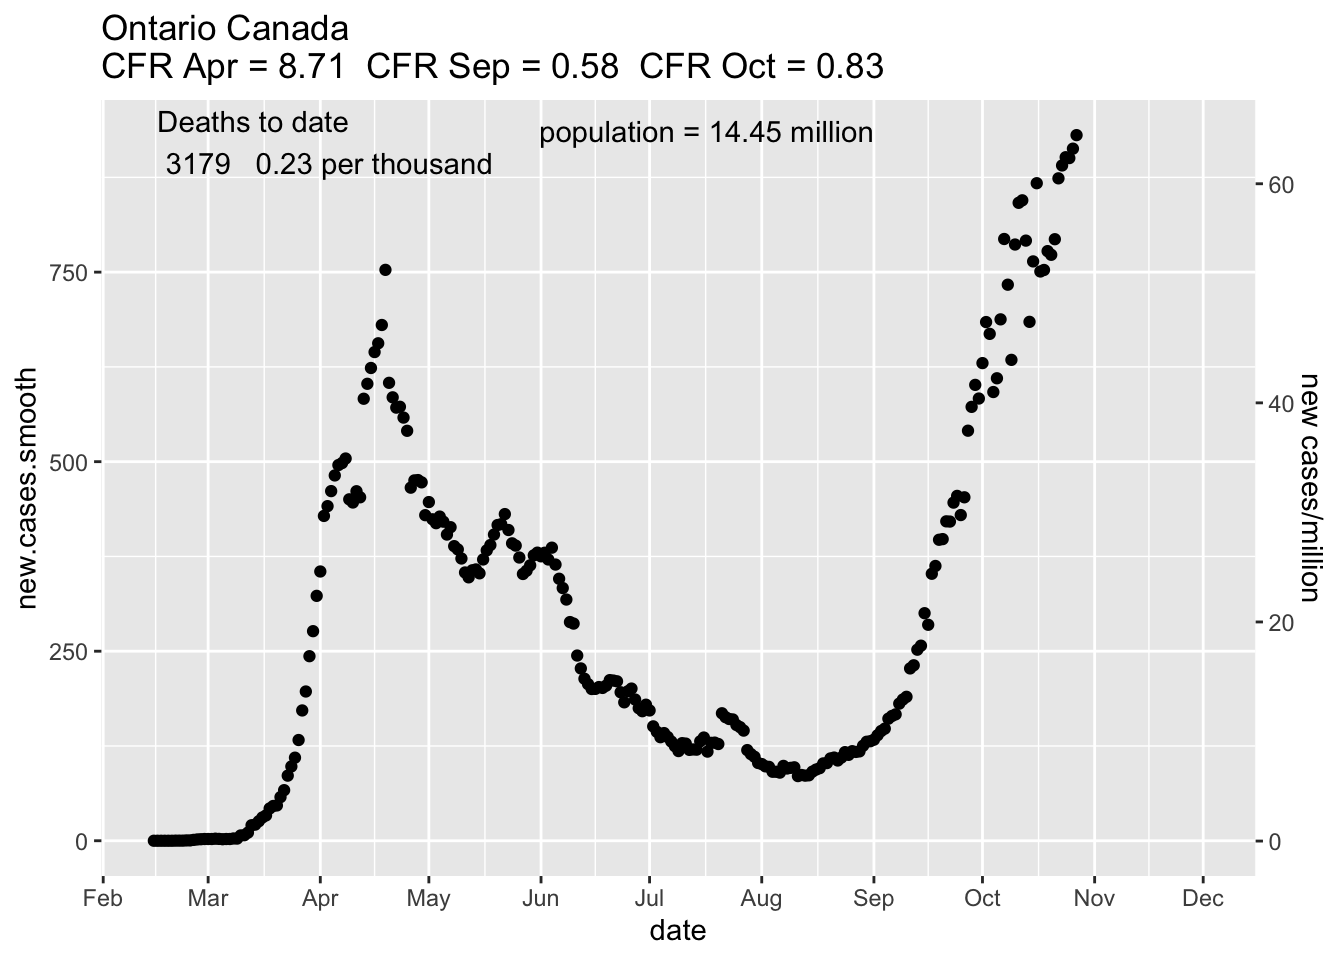 Ontario Canada
CFR Apr = 8.71 CFR Sep = 0.58 CFR Oct = 0.83
Deaths to date
3179 0.23 per thousand
population = 14.45 million
new.cases.smooth
750
500
250
0
60
40
20
0
new cases/million
Feb Mar Apr May Jun Jul Aug Sep Oct Nov Dec
date